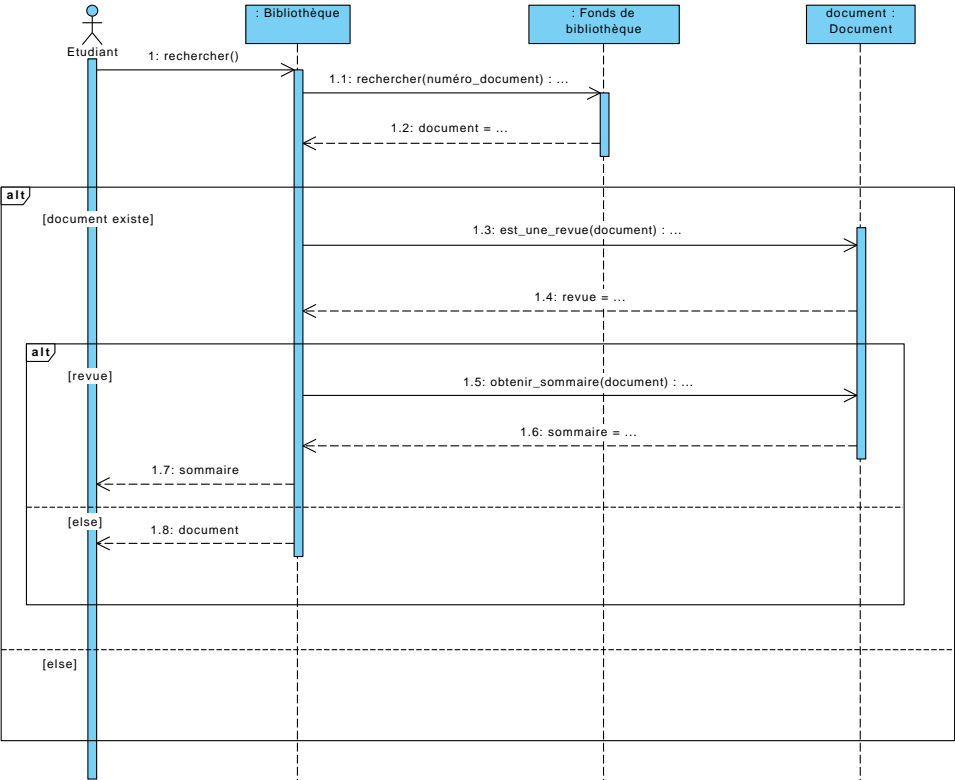 : Bibliothèque
: Fonds de
bibliothèque
document :
Document
Etudiant
1: rechercher()
1.1: rechercher(numéro_document) : ...
1.2: document = ...
alt
[document existe]
1.3: est_une_revue(document) : ...
1.4: revue = ...
alt
[revue]
1.5: obtenir_sommaire(document) : ...
1.6: sommaire = ...
1.7: sommaire
[else]
1.8: document
[else]